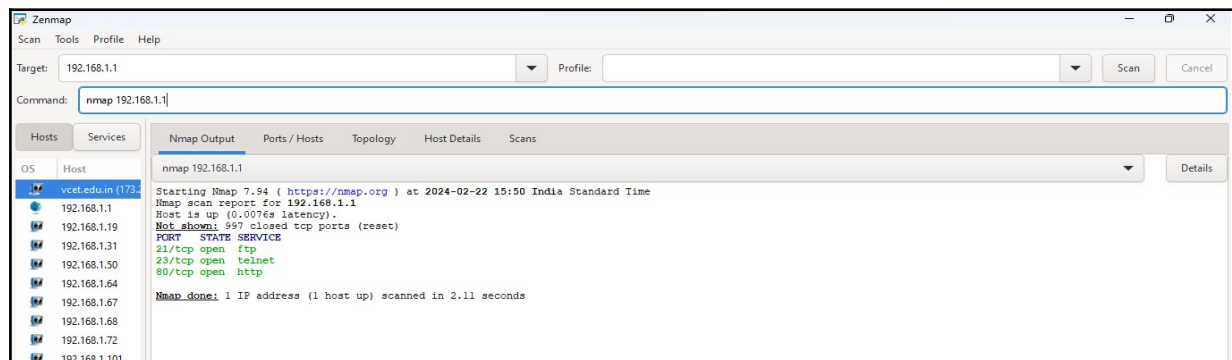 Zenmap
Scan Tools Profile Help
Target: 192.168.1.1 Profile: Scan Cancel
Command: nmap 192.168.1.1
Hosts Services Nmap Output Ports / Hosts Topology Host Details Scans
OS Host nmap 192.168.1.1 Details
vcet.edu.in (173.2
192.168.1.1
192.168.1.19
192.168.1.31
192.168.1.50
192.168.1.64
192.168.1.67
192.168.1.68
192.168.1.72
192.168.1.101
Starting Nmap 7.94 ( https://nmap.org ) at 2024-02-22 15:50 India Standard Time
Nmap scan report for 192.168.1.1
Host is up (0.0076s latency).
Not shown: 997 closed tcp ports (reset)
PORT STATE SERVICE
21/tcp open ftp
23/tcp open telnet
80/tcp open http
Nmap done: 1 IP address (1 host up) scanned in 2.11 seconds